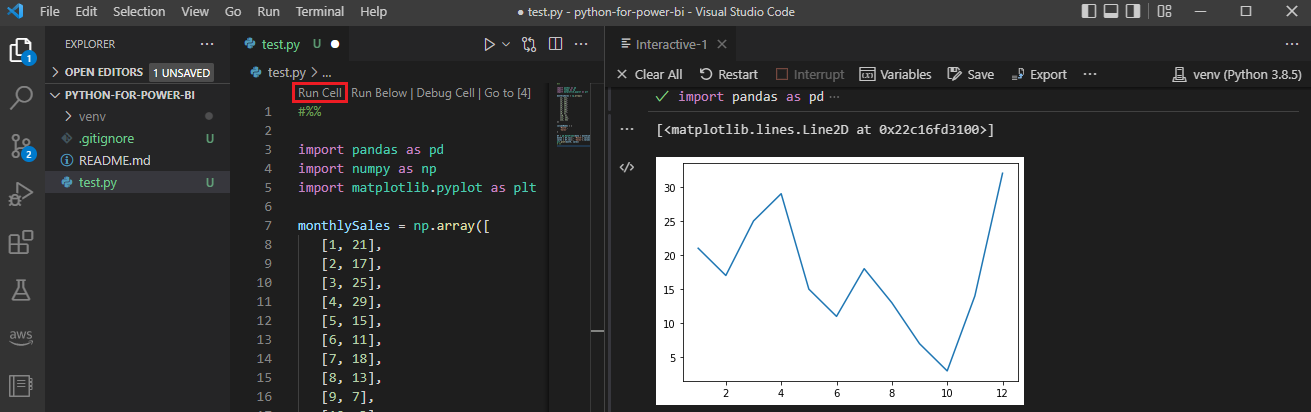 File Edit Selection View Go Run Terminal Help
● test.py - python-for-power-bi - Visual Studio Code
EXPLORER ...
OPEN EDITORS 1 UNSAVED
PYTHON-FOR-POWER-BI
venv
.gitignore U
README.md
test.py U
1
2
aws
test.py U
test.py > ...
Run Cell | Run Below | Debug Cell | Go to [4]
1 #%%
2
3 import pandas as pd
4 import numpy as np
5 import matplotlib.pyplot as plt
6
7 monthlySales = np.array([
8 [1, 21],
9 [2, 17],
10 [3, 25],
11 [4, 29],
12 [5, 15],
13 [6, 11],
14 [7, 18],
15 [8, 13],
16 [9, 7],
Interactive-1
Clear All Restart Interrupt Variables Save Export ... venv (Python 3.8.5)
import pandas as pd ...
[<matplotlib.lines.Line2D at 0x22c16fd3100>]
30
25
20
15
10
5
2 4 6 8 10 12